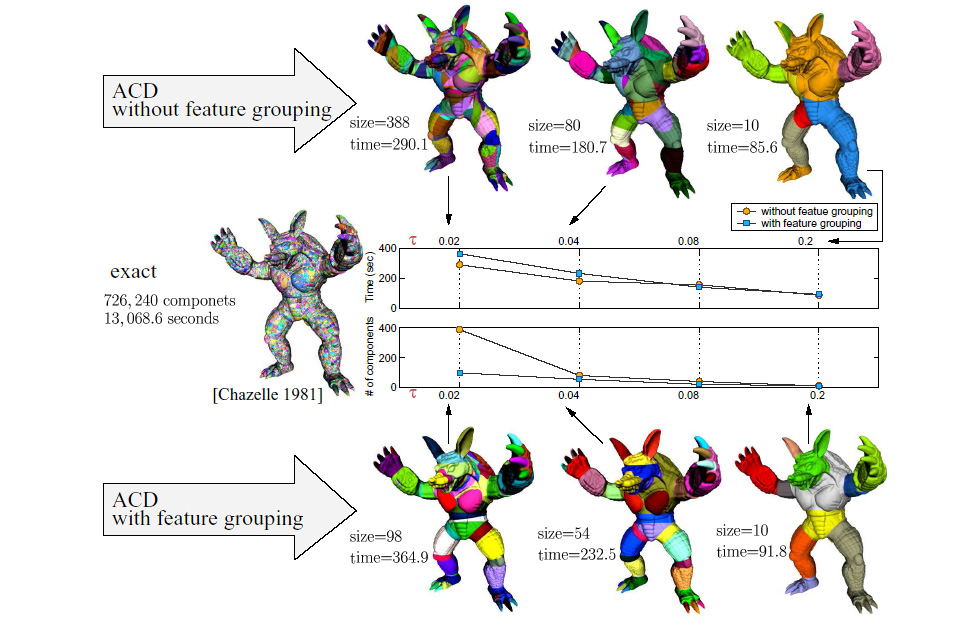 ACD
without feature grouping
size=388
time=290.1
size=80
time=180.7
size=10
time=85.6
without featue grouping
with feature grouping
exact
726,240 componets
13,068.6 seconds
[Chazelle 1981]
τ 0.02 0.04 0.08 0.2
Time (sec)
400
200
0
# of components
400
200
0
τ 0.02 0.04 0.08 0.2
ACD
with feature grouping
size=98
time=364.9
size=54
time=232.5
size=10
time=91.8